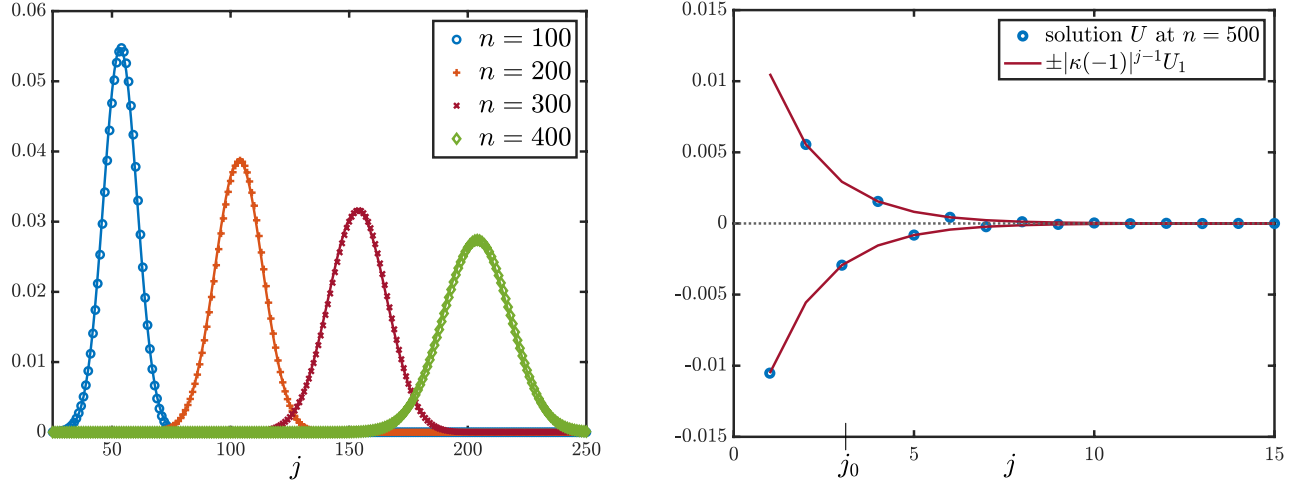 0.06
0.05
0.04
0.03
0.02
0.01
0
50
100
150
200
250
j
n = 100
n = 200
n = 300
n = 400
0.015
0.01
0.005
0
-0.005
-0.01
-0.015
0
j₀
5
j
10
15
solution U at n = 500
±|κ(−1)|^{j−1}U₁